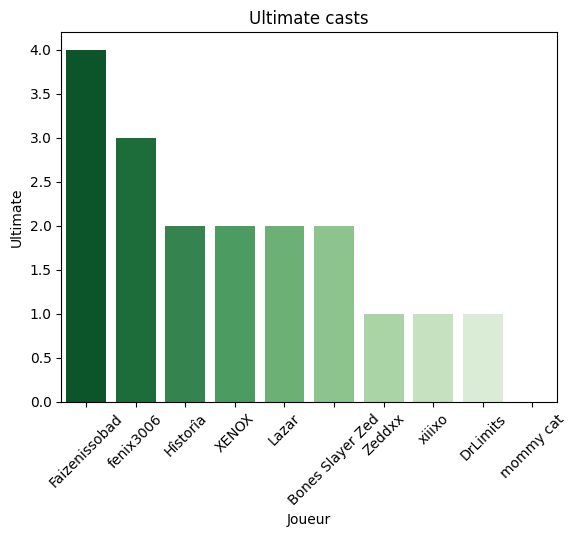 Ultimate casts
4.0
3.5
3.0
2.5
2.0
1.5
1.0
0.5
0.0
Ultimate
Faizenissobad
fenix3006
Hîstorîa
XENOX
Lazar
Bones Slayer Zed
Zeddxx
xiiixo
DrLimits
mommy cat
Joueur